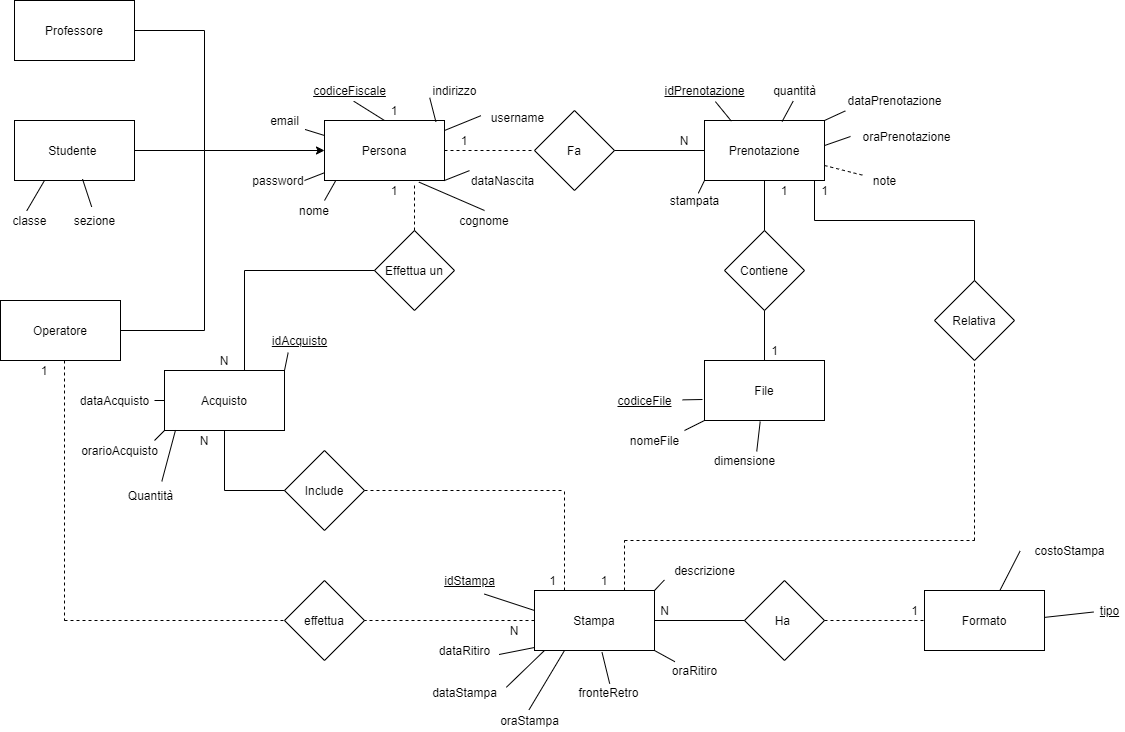 Professore
codiceFiscale
indirizzo
idPrenotazione
quantità
dataPrenotazione
1
email
username
oraPrenotazione
Studente
Persona
1
Fa
N
Prenotazione
password
dataNascita
note
1
1
1
nome
cognome
stampata
classe
sezione
Effettua un
Contiene
Relativa
Operatore
idAcquisto
N
1
1
dataAcquisto
Acquisto
codiceFile
File
N
nomeFile
orarioAcquisto
dimensione
Quantità
Include
costoStampa
descrizione
idStampa
1
1
N
1
tipo
effettua
N
Stampa
Ha
Formato
dataRitiro
oraRitiro
dataStampa
fronteRetro
oraStampa